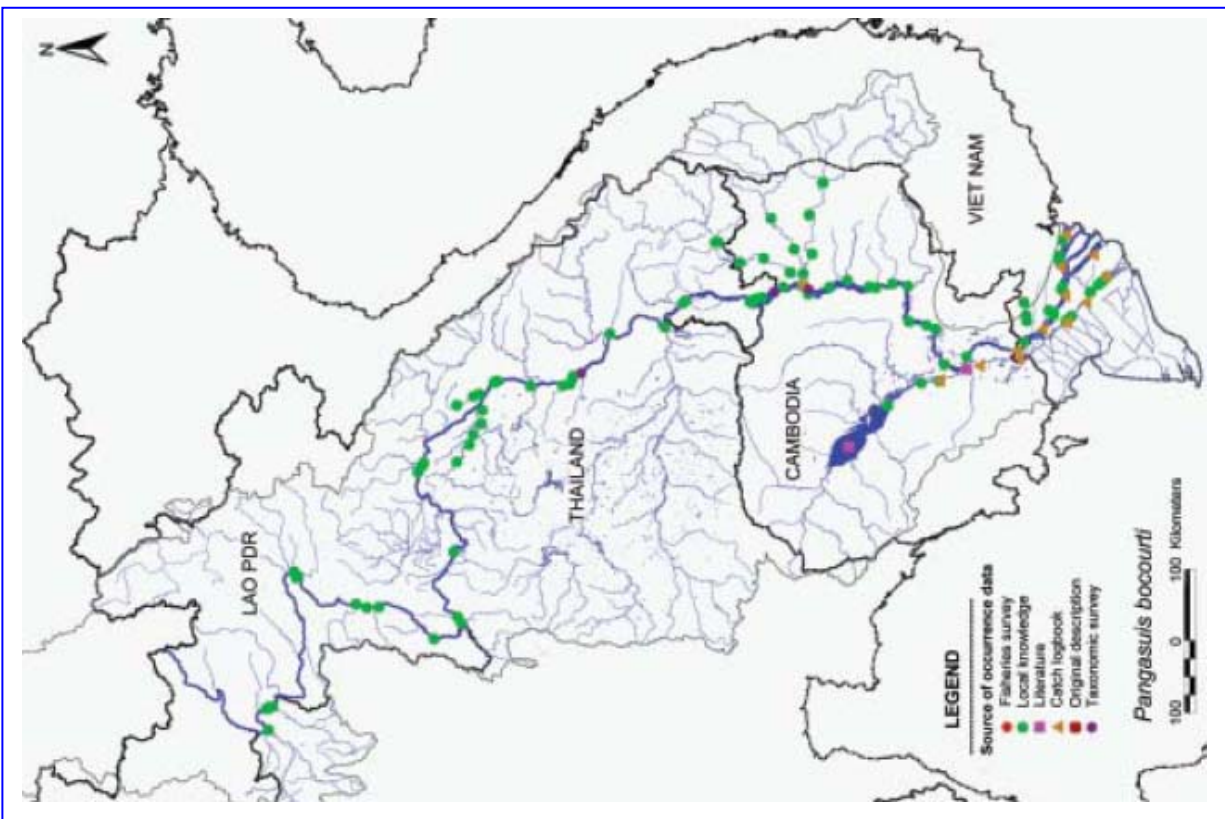 N
LAO PDR
THAILAND
CAMBODIA
VIET NAM
LEGEND
Source of occurrence data
Fisheries survey
Local knowledge
Literature
Catch logbook
Original description
Taxonomic survey
100 0 100 Kilometers
Pangasuis bocourti